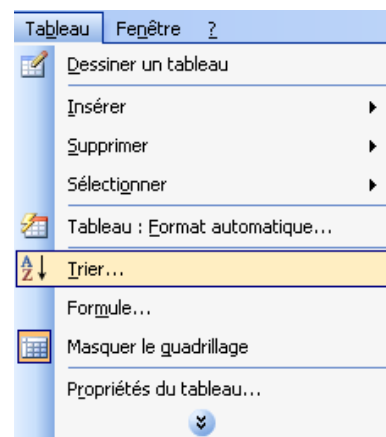 Tableau Fenêtre ?
Dessiner un tableau
Insérer
Supprimer
Sélectionner
Tableau : Format automatique...
A
Z
Trier...
Formule...
Masquer le quadrillage
Propriétés du tableau...